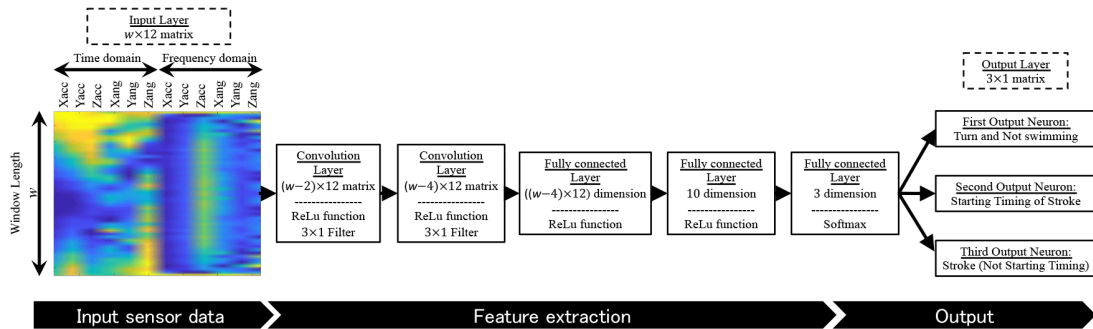 Input Layer
w×12 matrix
Time domain
Frequency domain
Xacc
Yacc
Zacc
Xang
Yang
Zang
Xacc
Yacc
Zacc
Xang
Yang
Zang
Window Length
w
Convolution
Layer
(w−2)×12 matrix
---------------
ReLu function
3×1 Filter
Convolution
Layer
(w−4)×12 matrix
---------------
ReLu function
3×1 Filter
Fully connected
Layer
((w−4)×12) dimension
---------------
ReLu function
Fully connected
Layer
10 dimension
---------------
ReLu function
Fully connected
Layer
3 dimension
---------------
Softmax
Output Layer
3×1 matrix
First Output Neuron:
Turn and Not swimming
Second Output Neuron:
Starting Timing of Stroke
Third Output Neuron:
Stroke (Not Starting Timing)
Input sensor data
Feature extraction
Output